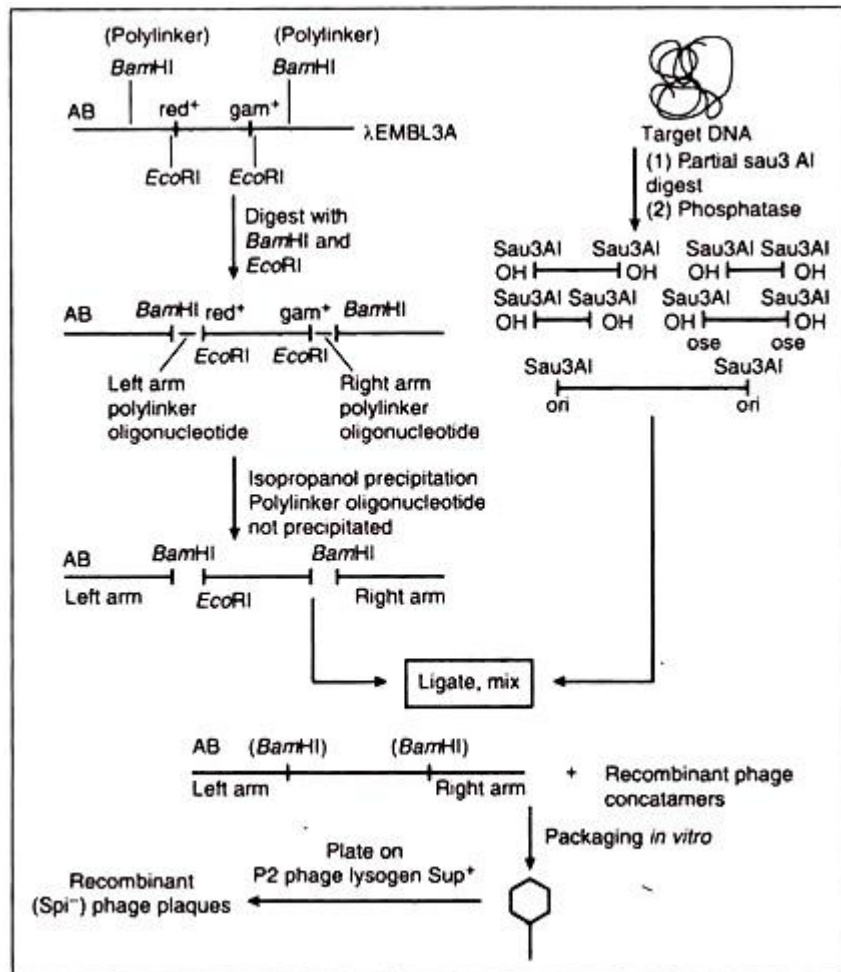 (Polylinker) (Polylinker)
BamHI BamHI
AB red⁺ gam⁺
λEMBL3A
EcoRI EcoRI
Digest with
BamHI and
EcoRI
AB BamHI red⁺ gam⁺ BamHI
EcoRI EcoRI
Left arm
polylinker
oligonucleotide
Right arm
polylinker
oligonucleotide
Isopropanol precipitation
Polylinker oligonucleotide
not precipitated
AB BamHI BamHI
Left arm EcoRI Right arm
Target DNA
(1) Partial sau3 AI
digest
(2) Phosphatase
Sau3AI Sau3AI Sau3AI Sau3AI
OH OH OH OH
Sau3AI Sau3AI Sau3AI Sau3AI
OH OH OH OH
ose ose
Sau3AI Sau3AI
ori ori
Ligate, mix
AB (BamHI) (BamHI)
Left arm Right arm
+ Recombinant phage
concatamers
Packaging in vitro
Plate on
P2 phage lysogen Sup⁺
Recombinant
(Spi⁻) phage plaques